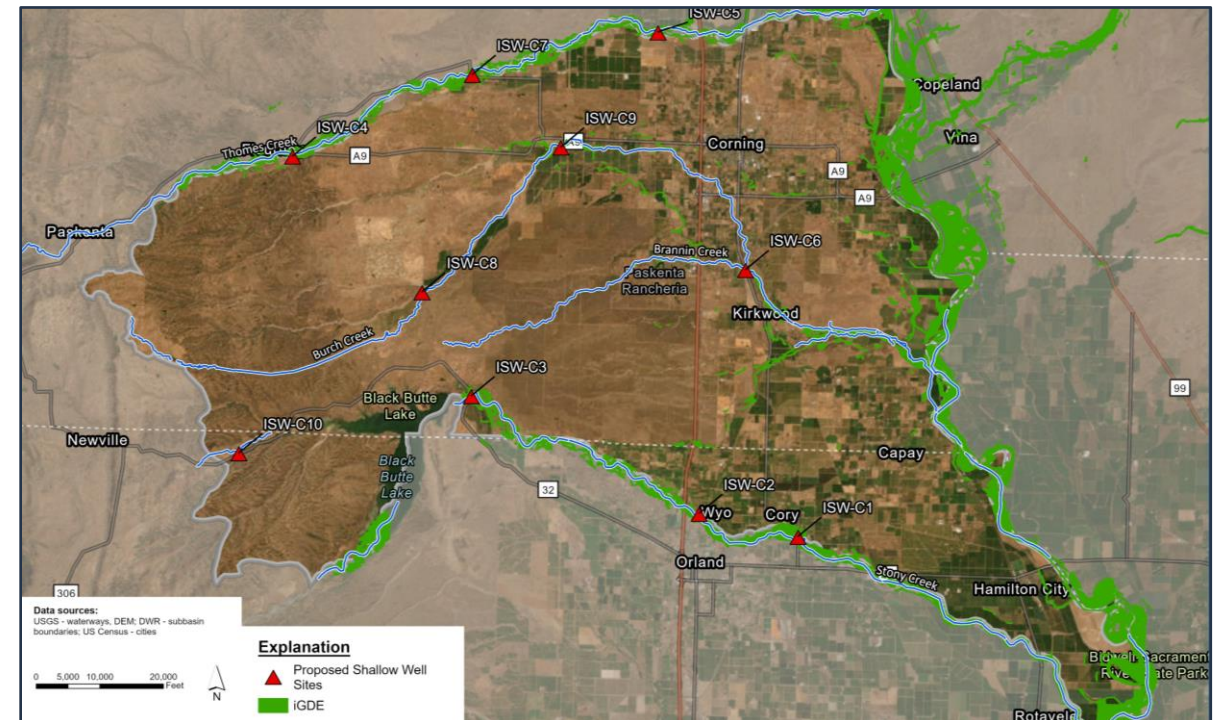 ISW-C5
ISW-C7
Copeland
ISW-C9
ISW-C4
Thomes Creek
A9
A9
Corning
Vina
A9
A9
Paskenta
Brannin Creek
ISW-C6
ISW-C8
Paskenta
Rancheria
Kirkwood
Burch Creek
99
ISW-C3
Black Butte
Lake
ISW-C10
Newville
Black
Butte
Lake
Capay
32
ISW-C2
Wyo
Cory
ISW-C1
Orland
Stony Creek
Hamilton City
306
Data sources:
USGS - waterways, DEM; DWR - subbasin
boundaries; US Census - cities
0 5,000 10,000 20,000
Feet
N
Explanation
Proposed Shallow Well
Sites
iGDE
Bidwell-Sacramento
River State Park